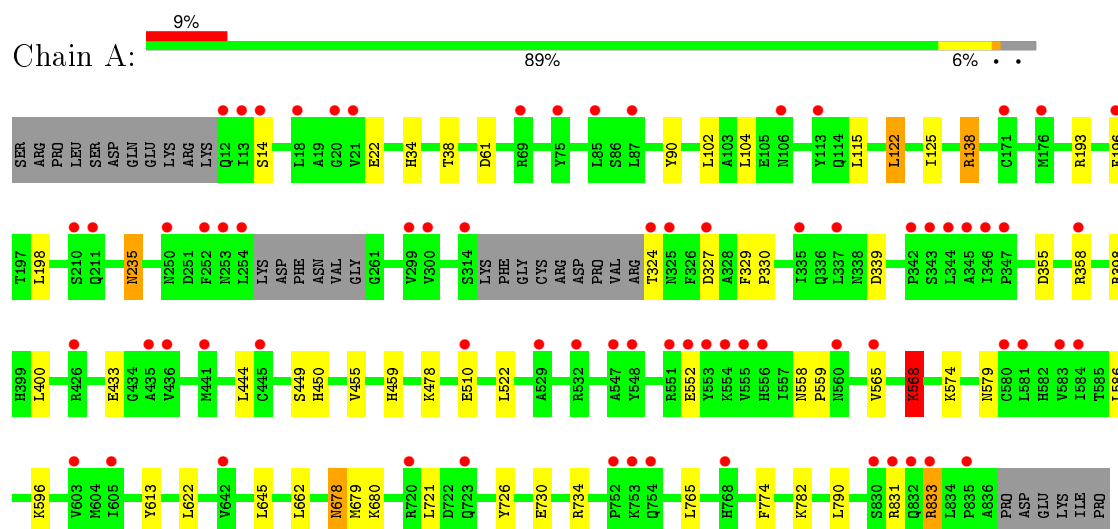 9%
Chain A:
89% 6% • •
SER ARG PRO LEU SER ASP GLN GLU LYS ARG LYS Q12 I13 S14 L18 A19 G20 V21 E22 H34 T38 D61 R69 Y75 L85 S86 L87 Y90 L102 A103 L104 E105 N106 Y113 Q114 L115 L122 I125 R138 C171 M176 R193 F196
T197 L198 S210 Q211 N235 N250 D251 F252 N253 L254 LYS ASP PHE ASN VAL GLY G261 V299 V300 S314 LYS PHE GLY CYS ARG ASP PRO VAL ARG T324 N325 F326 D327 A328 F329 P330 I335 Q336 L337 N338 D339 P342 S343 L344 A345 I346 P347 D355 R358 R398
H399 L400 R426 E433 G434 A435 V436 M441 L444 C445 S449 H450 V455 H459 K478 E510 L522 A529 R532 A547 Y548 R551 E552 Y553 K554 V555 H556 I557 N558 P559 N560 V565 K568 K574 N579 C580 L581 H582 V583 I584 T585 L586
K596 V603 M604 I605 Y613 L622 V642 L645 L662 N678 M679 K680 R720 L721 D722 Q723 Y726 E730 R734 P752 K753 Q754 L765 H768 F774 K782 L790 S830 R831 Q832 R833 L834 P835 A836 PRO ASP GLU LYS ILE PRO